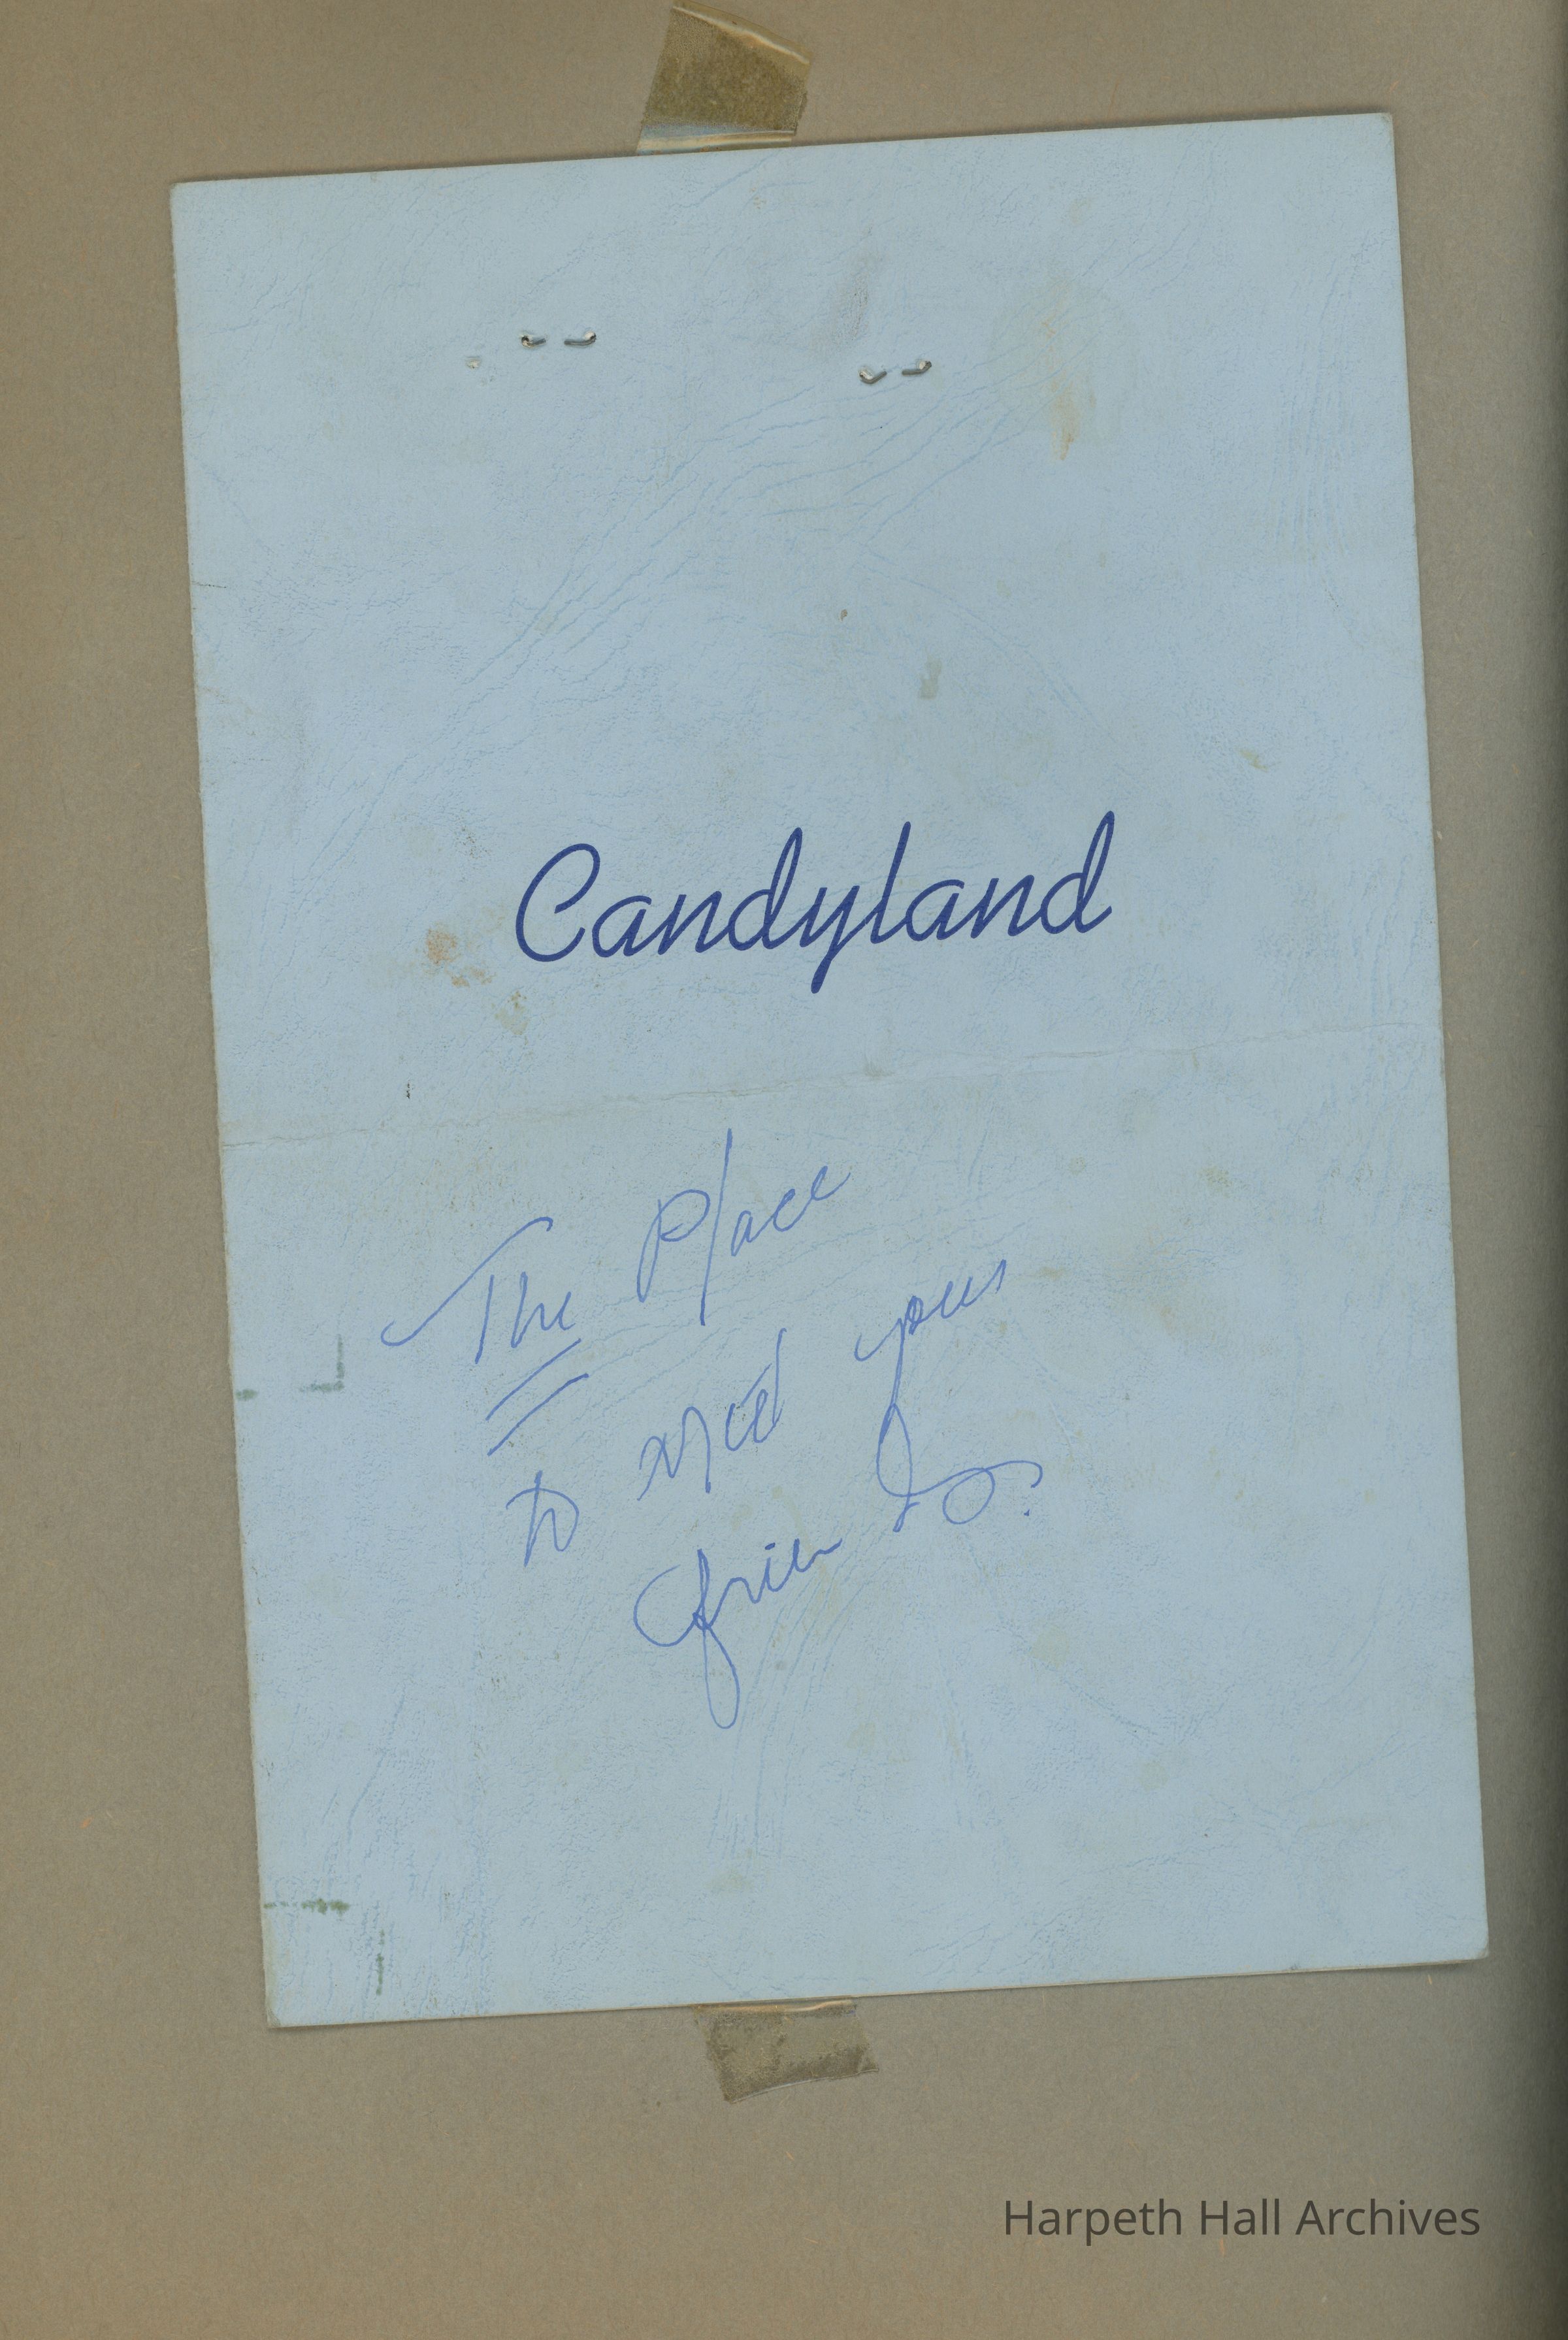 Candyland
The Place
to meet your
friends.
Harpeth Hall Archives